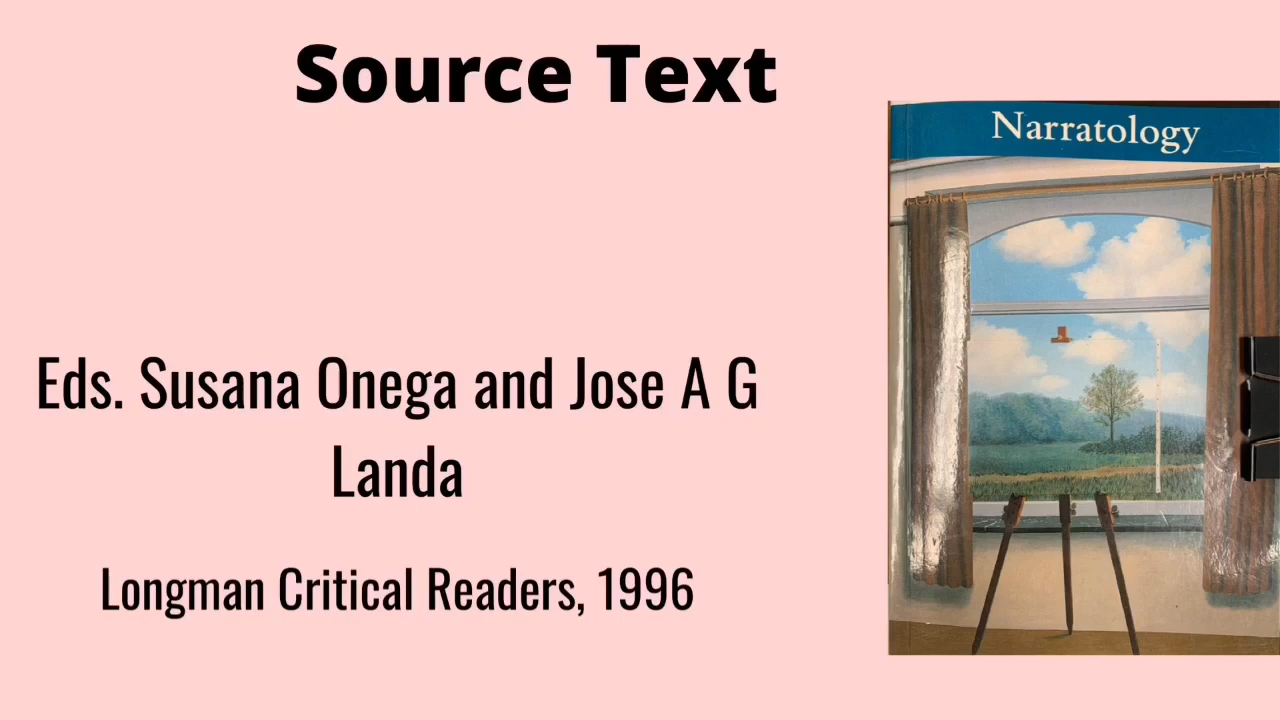 Source Text
Narratology
Eds. Susana Onega and Jose A G
Landa
Longman Critical Readers, 1996